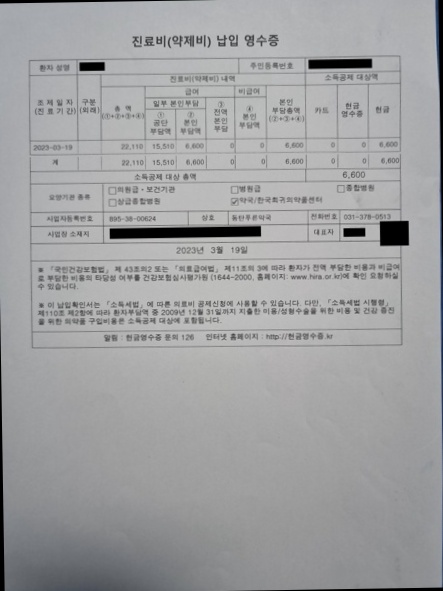 진료비(약제비) 납입 영수증
환자 성명 주민등록번호
진료비(약제비) 내역 소득공제 대상액
조 제 일 자 (진 료 기 간) 구분 (외래) 총 액 (①+②+③+④) 급여 비급여 본인 부담총액 (②+③+④) 카드 현금 영수증 현금
일부 본인부담 ③ 전액 본인 부담 ④ 본인 부담액
① 공단 부담액 ② 본인 부담액
2023-03-19 22,110 15,510 6,600 0 0 6,600 0 0 6,600
계 22,110 15,510 6,600 0 0 6,600 0 0 6,600
소득공제 대상 총액 6,600
요양기관 종류 □의원급·보건기관 □병원급 □종합병원
□상급종합병원 ☑약국/한국희귀의약품센터
사업자등록번호 895-38-00624 상호 동탄푸른약국 전화번호 031-378-0513
사업장 소재지 대표자
2023년 3월 19일
※ 「국민건강보험법」 제 43조의2 또는 「의료급여법」 제11조의 3에 따라 환자가 전액 부담한 비용과 비급여
로 부담한 비용의 타당성 여부를 건강보험심사평가원 (1644-2000, 홈페이지: www.hira.or.kr)에 확인 요청하실
수 있습니다.
※ 이 납입확인서는 「소득세법」에 따른 의료비 공제신청에 사용할 수 있습니다. 다만, 「소득세법 시행령」
제110조 제2항에 따라 환자부담액 중 2009년 12월 31일까지 지출한 미용/성형수술을 위한 비용 및 건강 증진
을 위한 의약품 구입비용은 소득공제 대상에 포함됩니다.
알림 : 현금영수증 문의 126 인터넷 홈페이지 : http://현금영수증.kr